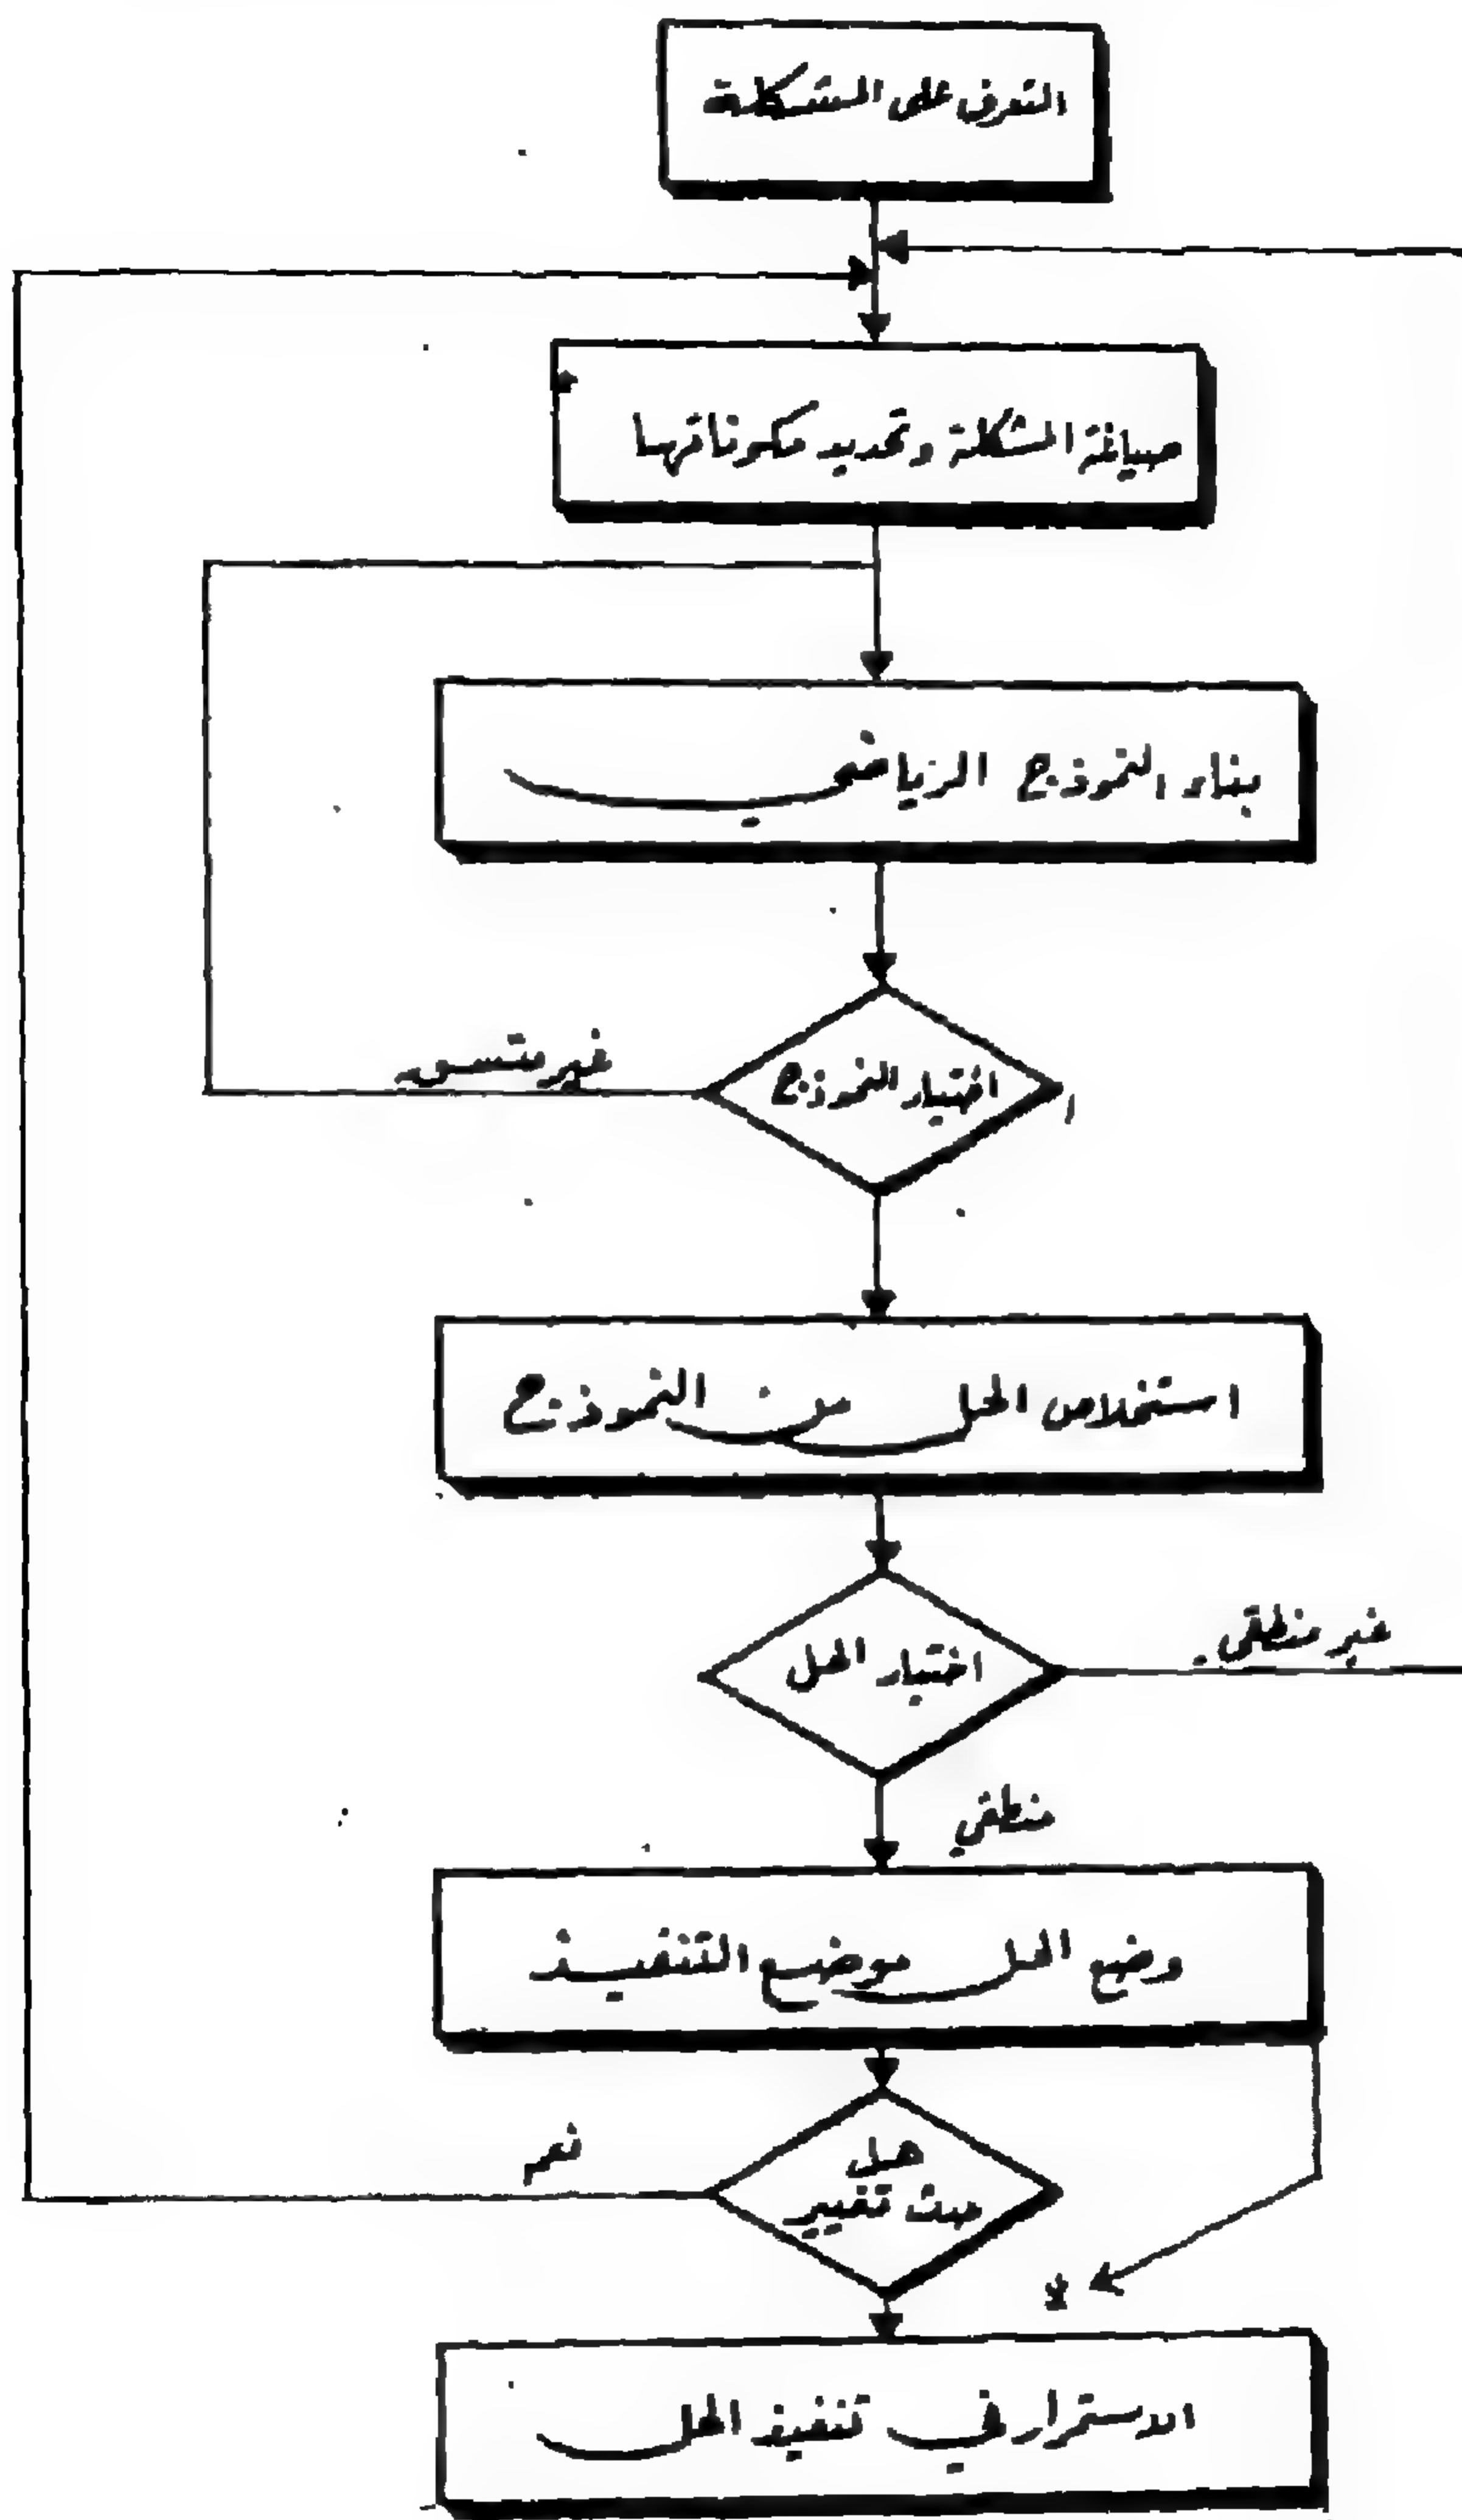 التعرف على المشكلة
صياغة المشكلة وتحديد مكوناتها
بناء النموذج الرياضي
اختبار النموذج
غير متسق
استخلاص الحل من النموذج
اختبار الحل
غير منطقي
منطقي
وضع الحل موضع التنفيذ
هل
حدث تغيير
نعم
لا
الاستمرار في تنفيذ الحل